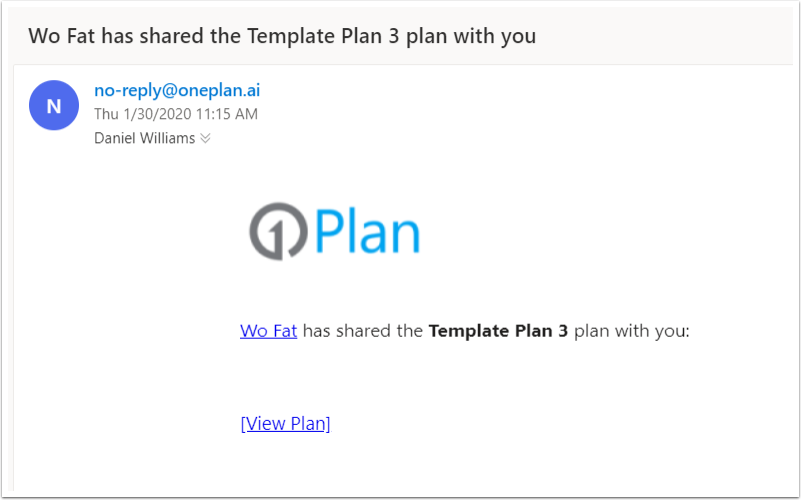 Wo Fat has shared the Template Plan 3 plan with you
N
no-reply@oneplan.ai
Thu 1/30/2020 11:15 AM
Daniel Williams
1Plan
Wo Fat has shared the Template Plan 3 plan with you:
[View Plan]